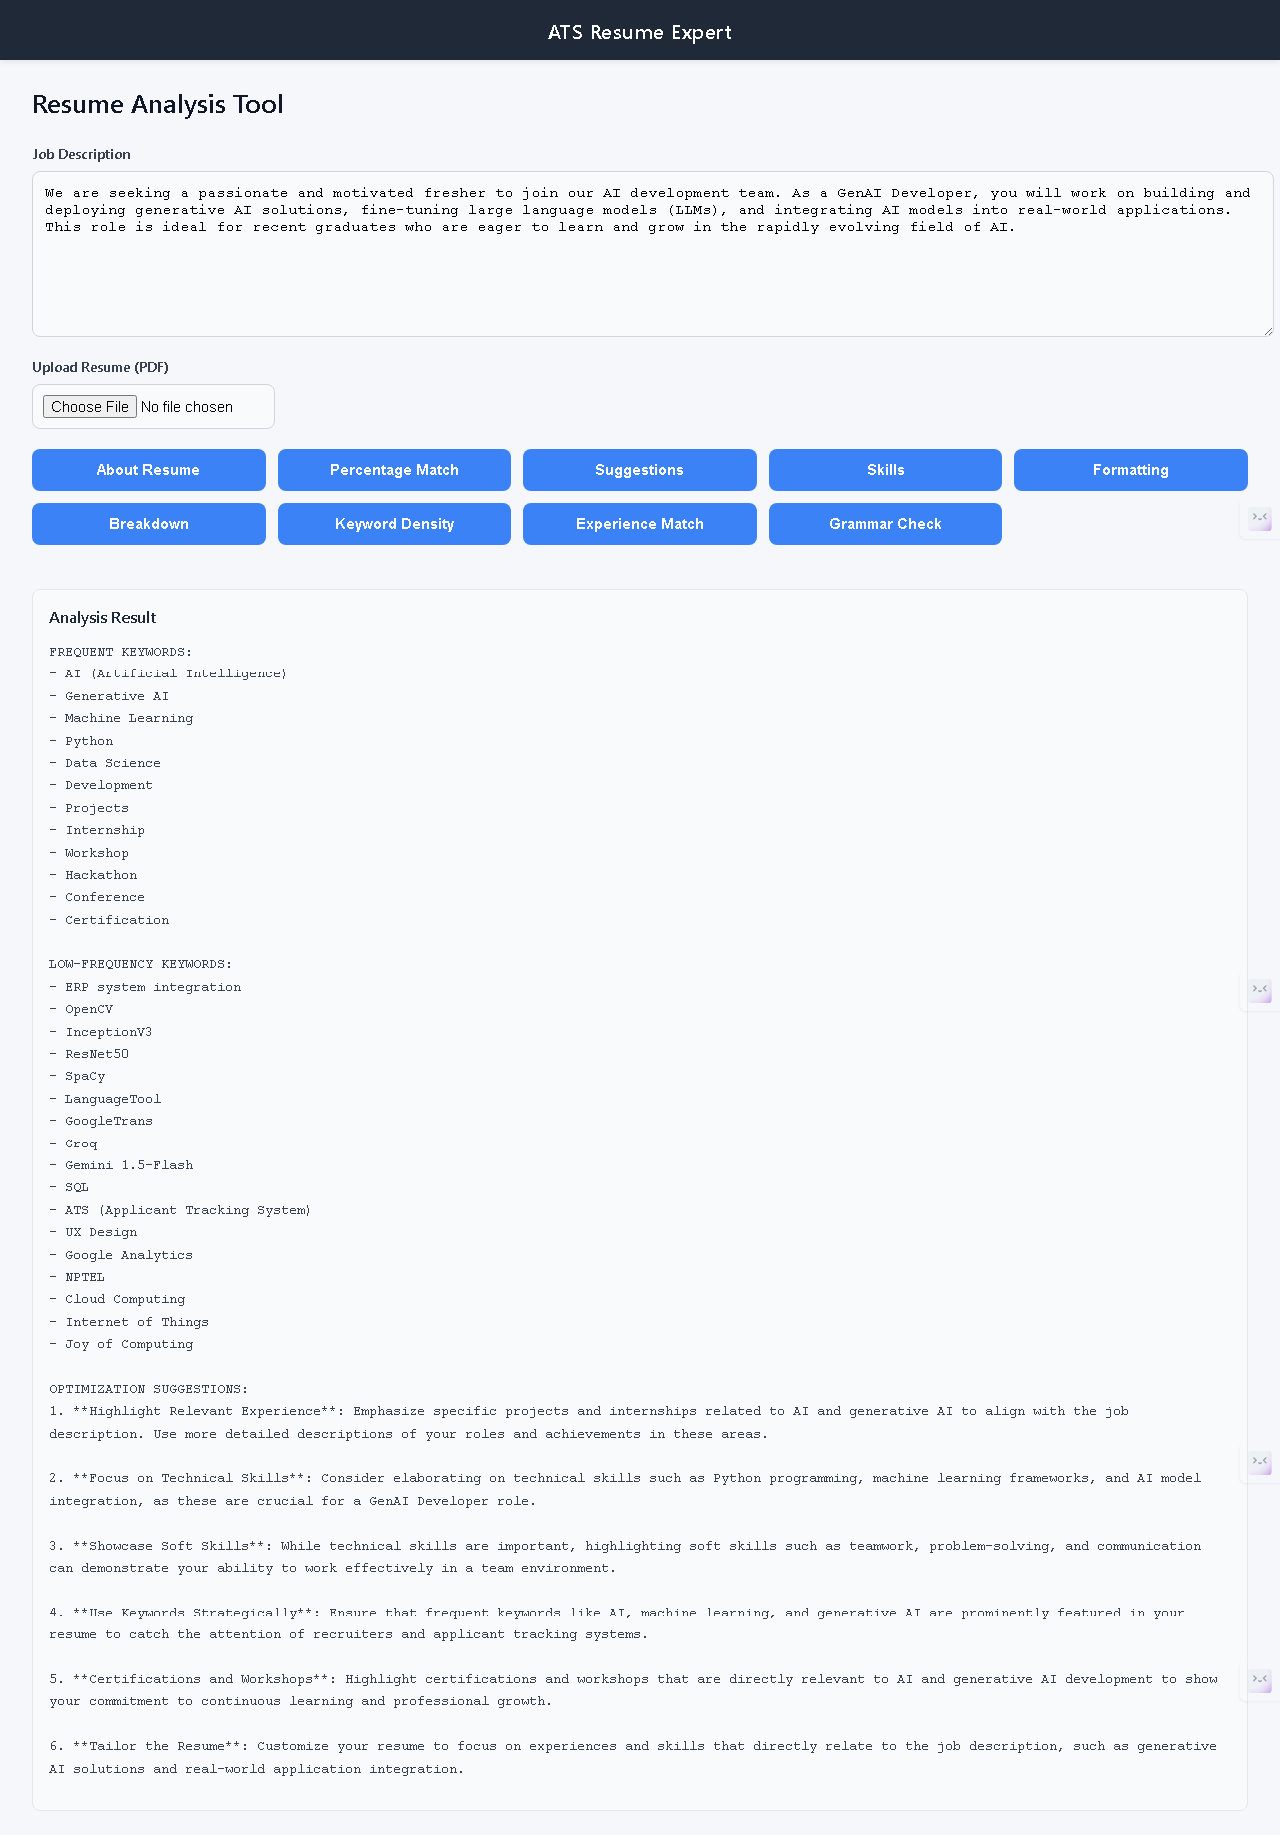 ATS Resume Expert
Resume Analysis Tool
Job Description
We are seeking a passionate and motivated fresher to join our AI development team. As a GenAI Developer, you will work on building and
deploying generative AI solutions, fine-tuning large language models (LLMs), and integrating AI models into real-world applications.
This role is ideal for recent graduates who are eager to learn and grow in the rapidly evolving field of AI.
Upload Resume (PDF)
Choose File No file chosen
About Resume Percentage Match Suggestions Skills Formatting
Breakdown Keyword Density Experience Match Grammar Check
Analysis Result
FREQUENT KEYWORDS:
- AI (Artificial Intelligence)
- Generative AI
- Machine Learning
- Python
- Data Science
- Development
- Projects
- Internship
- Workshop
- Hackathon
- Conference
- Certification
LOW-FREQUENCY KEYWORDS:
- ERP system integration
- OpenCV
- InceptionV3
- ResNet50
- SpaCy
- LanguageTool
- GoogleTrans
- Groq
- Gemini 1.5-Flash
- SQL
- ATS (Applicant Tracking System)
- UX Design
- Google Analytics
- NPTEL
- Cloud Computing
- Internet of Things
- Joy of Computing
OPTIMIZATION SUGGESTIONS:
1. **Highlight Relevant Experience**: Emphasize specific projects and internships related to AI and generative AI to align with the job
description. Use more detailed descriptions of your roles and achievements in these areas.
2. **Focus on Technical Skills**: Consider elaborating on technical skills such as Python programming, machine learning frameworks, and AI model
integration, as these are crucial for a GenAI Developer role.
3. **Showcase Soft Skills**: While technical skills are important, highlighting soft skills such as teamwork, problem-solving, and communication
can demonstrate your ability to work effectively in a team environment.
4. **Use Keywords Strategically**: Ensure that frequent keywords like AI, machine learning, and generative AI are prominently featured in your
resume to catch the attention of recruiters and applicant tracking systems.
5. **Certifications and Workshops**: Highlight certifications and workshops that are directly relevant to AI and generative AI development to show
your commitment to continuous learning and professional growth.
6. **Tailor the Resume**: Customize your resume to focus on experiences and skills that directly relate to the job description, such as generative
AI solutions and real-world application integration.